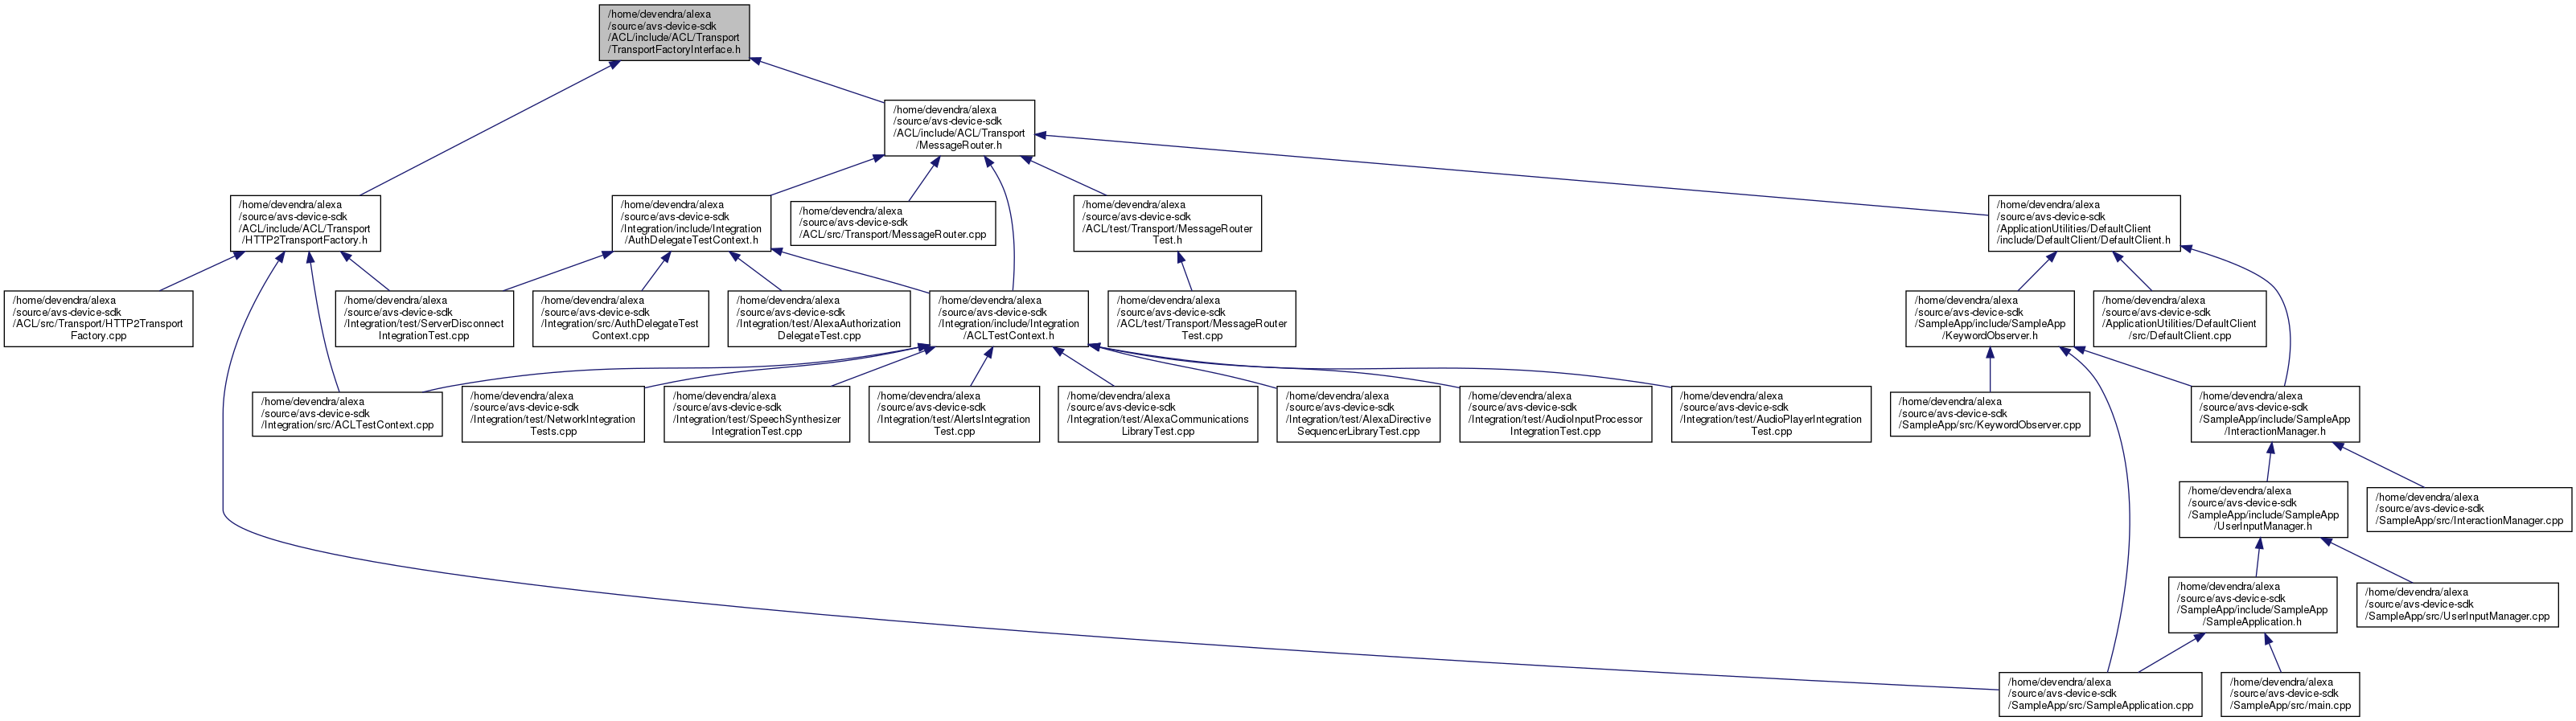 /home/devendra/alexa
/source/avs-device-sdk
/ACL/include/ACL/Transport
/TransportFactoryInterface.h
/home/devendra/alexa
/source/avs-device-sdk
/ACL/include/ACL/Transport
/MessageRouter.h
/home/devendra/alexa
/source/avs-device-sdk
/ACL/include/ACL/Transport
/HTTP2TransportFactory.h
/home/devendra/alexa
/source/avs-device-sdk
/Integration/include/Integration
/AuthDelegateTestContext.h
/home/devendra/alexa
/source/avs-device-sdk
/ACL/src/Transport/MessageRouter.cpp
/home/devendra/alexa
/source/avs-device-sdk
/ACL/test/Transport/MessageRouter
Test.h
/home/devendra/alexa
/source/avs-device-sdk
/ApplicationUtilities/DefaultClient
/include/DefaultClient/DefaultClient.h
/home/devendra/alexa
/source/avs-device-sdk
/ACL/src/Transport/HTTP2Transport
Factory.cpp
/home/devendra/alexa
/source/avs-device-sdk
/Integration/test/ServerDisconnect
IntegrationTest.cpp
/home/devendra/alexa
/source/avs-device-sdk
/Integration/src/AuthDelegateTest
Context.cpp
/home/devendra/alexa
/source/avs-device-sdk
/Integration/test/AlexaAuthorization
DelegateTest.cpp
/home/devendra/alexa
/source/avs-device-sdk
/Integration/include/Integration
/ACLTestContext.h
/home/devendra/alexa
/source/avs-device-sdk
/ACL/test/Transport/MessageRouter
Test.cpp
/home/devendra/alexa
/source/avs-device-sdk
/SampleApp/include/SampleApp
/KeywordObserver.h
/home/devendra/alexa
/source/avs-device-sdk
/ApplicationUtilities/DefaultClient
/src/DefaultClient.cpp
/home/devendra/alexa
/source/avs-device-sdk
/Integration/src/ACLTestContext.cpp
/home/devendra/alexa
/source/avs-device-sdk
/Integration/test/NetworkIntegration
Tests.cpp
/home/devendra/alexa
/source/avs-device-sdk
/Integration/test/SpeechSynthesizer
IntegrationTest.cpp
/home/devendra/alexa
/source/avs-device-sdk
/Integration/test/AlertsIntegration
Test.cpp
/home/devendra/alexa
/source/avs-device-sdk
/Integration/test/AlexaCommunications
LibraryTest.cpp
/home/devendra/alexa
/source/avs-device-sdk
/Integration/test/AlexaDirective
SequencerLibraryTest.cpp
/home/devendra/alexa
/source/avs-device-sdk
/Integration/test/AudioInputProcessor
IntegrationTest.cpp
/home/devendra/alexa
/source/avs-device-sdk
/Integration/test/AudioPlayerIntegration
Test.cpp
/home/devendra/alexa
/source/avs-device-sdk
/SampleApp/src/KeywordObserver.cpp
/home/devendra/alexa
/source/avs-device-sdk
/SampleApp/include/SampleApp
/InteractionManager.h
/home/devendra/alexa
/source/avs-device-sdk
/SampleApp/include/SampleApp
/UserInputManager.h
/home/devendra/alexa
/source/avs-device-sdk
/SampleApp/src/InteractionManager.cpp
/home/devendra/alexa
/source/avs-device-sdk
/SampleApp/include/SampleApp
/SampleApplication.h
/home/devendra/alexa
/source/avs-device-sdk
/SampleApp/src/UserInputManager.cpp
/home/devendra/alexa
/source/avs-device-sdk
/SampleApp/src/SampleApplication.cpp
/home/devendra/alexa
/source/avs-device-sdk
/SampleApp/src/main.cpp